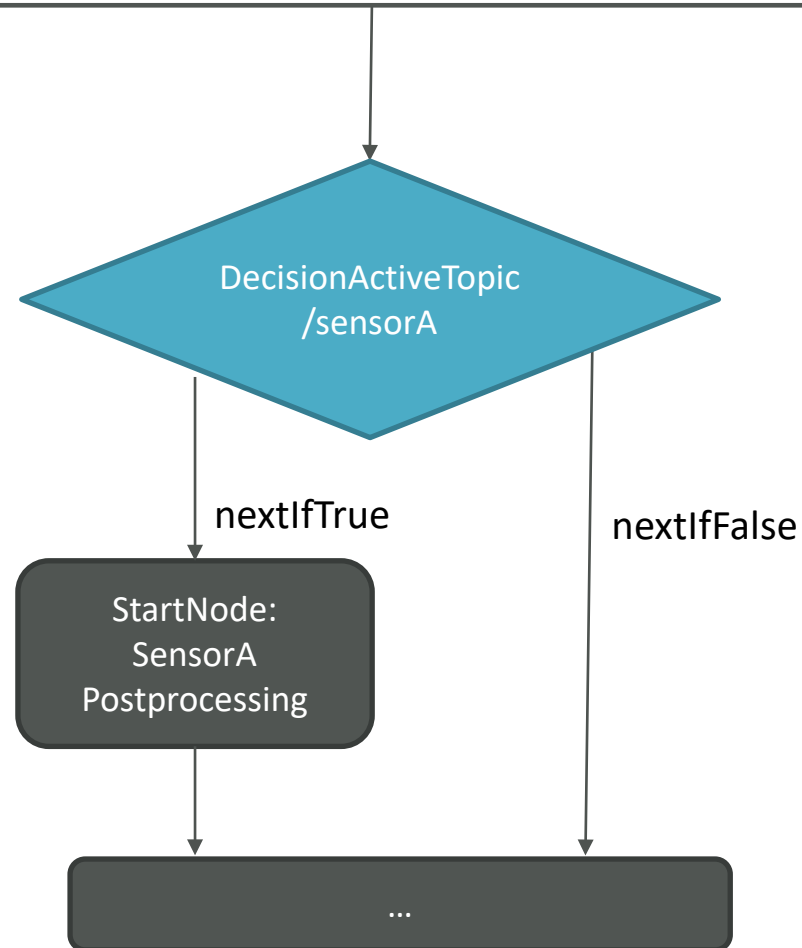 DecisionActiveTopic
/sensorA
nextIfTrue
nextIfFalse
StartNode:
SensorA
Postprocessing
...